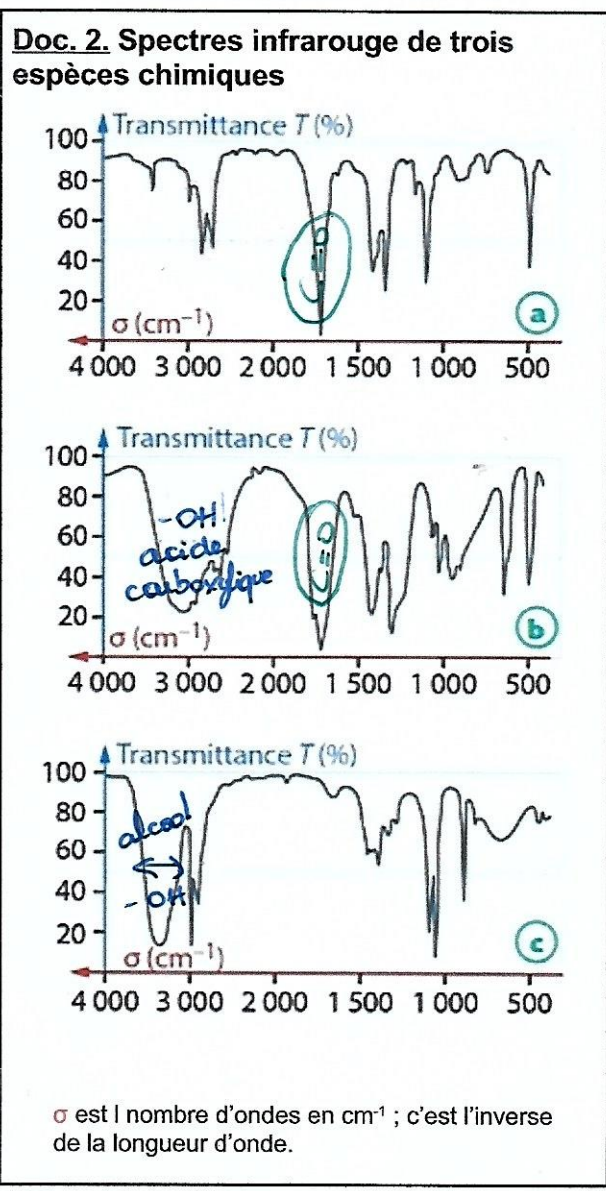 Doc. 2. Spectres infrarouge de trois
espèces chimiques
Transmittance T (%)
100
80
60
40
20
C=O
σ (cm⁻¹)
a
4 000 3 000 2 000 1 500 1 000 500
Transmittance T (%)
100
80
60
40
20
-OH
acide
carboxylique
C=O
σ (cm⁻¹)
b
4 000 3 000 2 000 1 500 1 000 500
Transmittance T (%)
100
80
60
40
20
alcool
-OH
σ (cm⁻¹)
c
4 000 3 000 2 000 1 500 1 000 500
σ est l nombre d'ondes en cm⁻¹ ; c'est l'inverse
de la longueur d'onde.